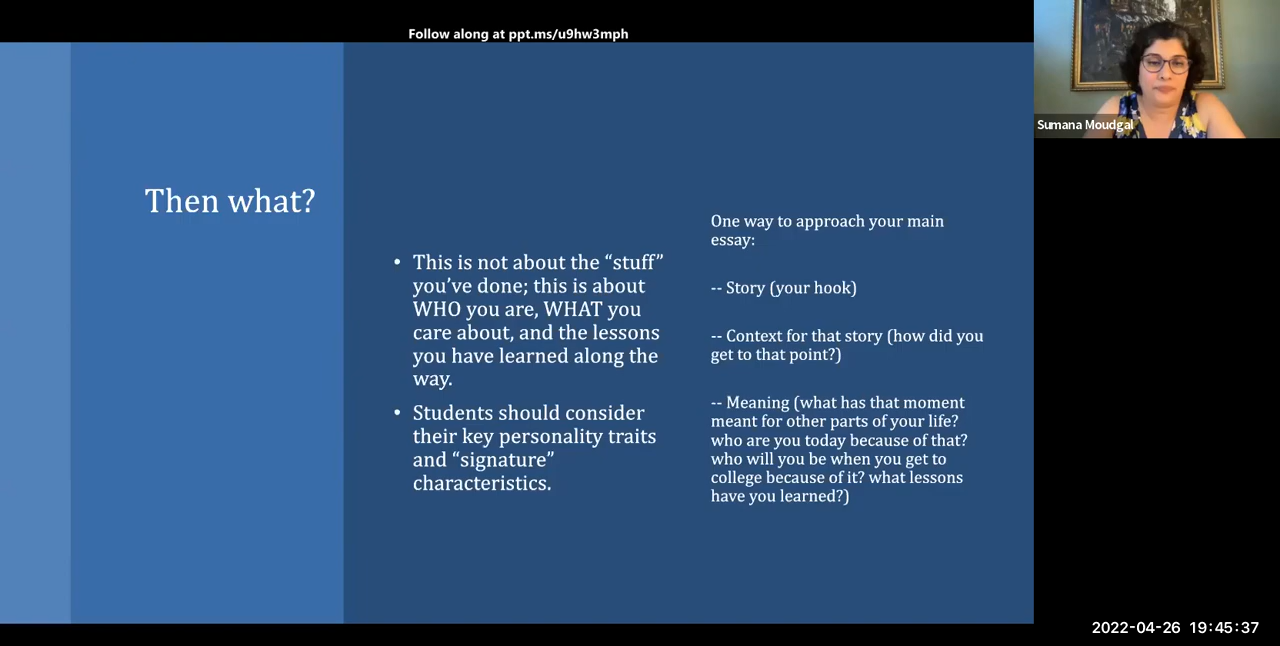 Follow along at ppt.ms/u9hw3mph
Sumana Moudgal
Then what?
• This is not about the “stuff”
you’ve done; this is about
WHO you are, WHAT you
care about, and the lessons
you have learned along the
way.
• Students should consider
their key personality traits
and “signature”
characteristics.
One way to approach your main
essay:
-- Story (your hook)
-- Context for that story (how did you
get to that point?)
-- Meaning (what has that moment
meant for other parts of your life?
who are you today because of that?
who will you be when you get to
college because of it? what lessons
have you learned?)
2022-04-26 19:45:37